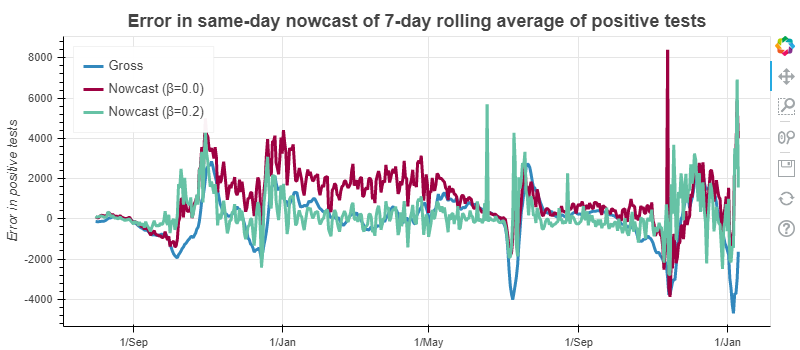 Error in same-day nowcast of 7-day rolling average of positive tests
Error in positive tests
8000
6000
4000
2000
0
-2000
-4000
Gross
Nowcast (β=0.0)
Nowcast (β=0.2)
1/Sep
1/Jan
1/May
1/Sep
1/Jan